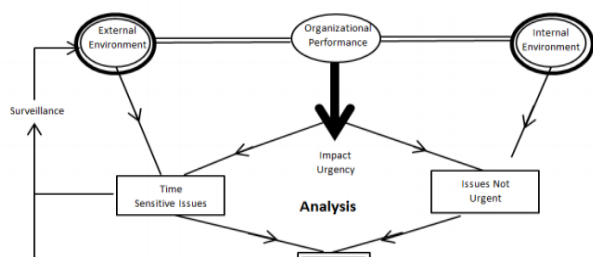 External
Environment
Organizational
Performance
Internal
Environment
Surveillance
Impact
Urgency
Time
Sensitive Issues
Issues Not
Urgent
Analysis